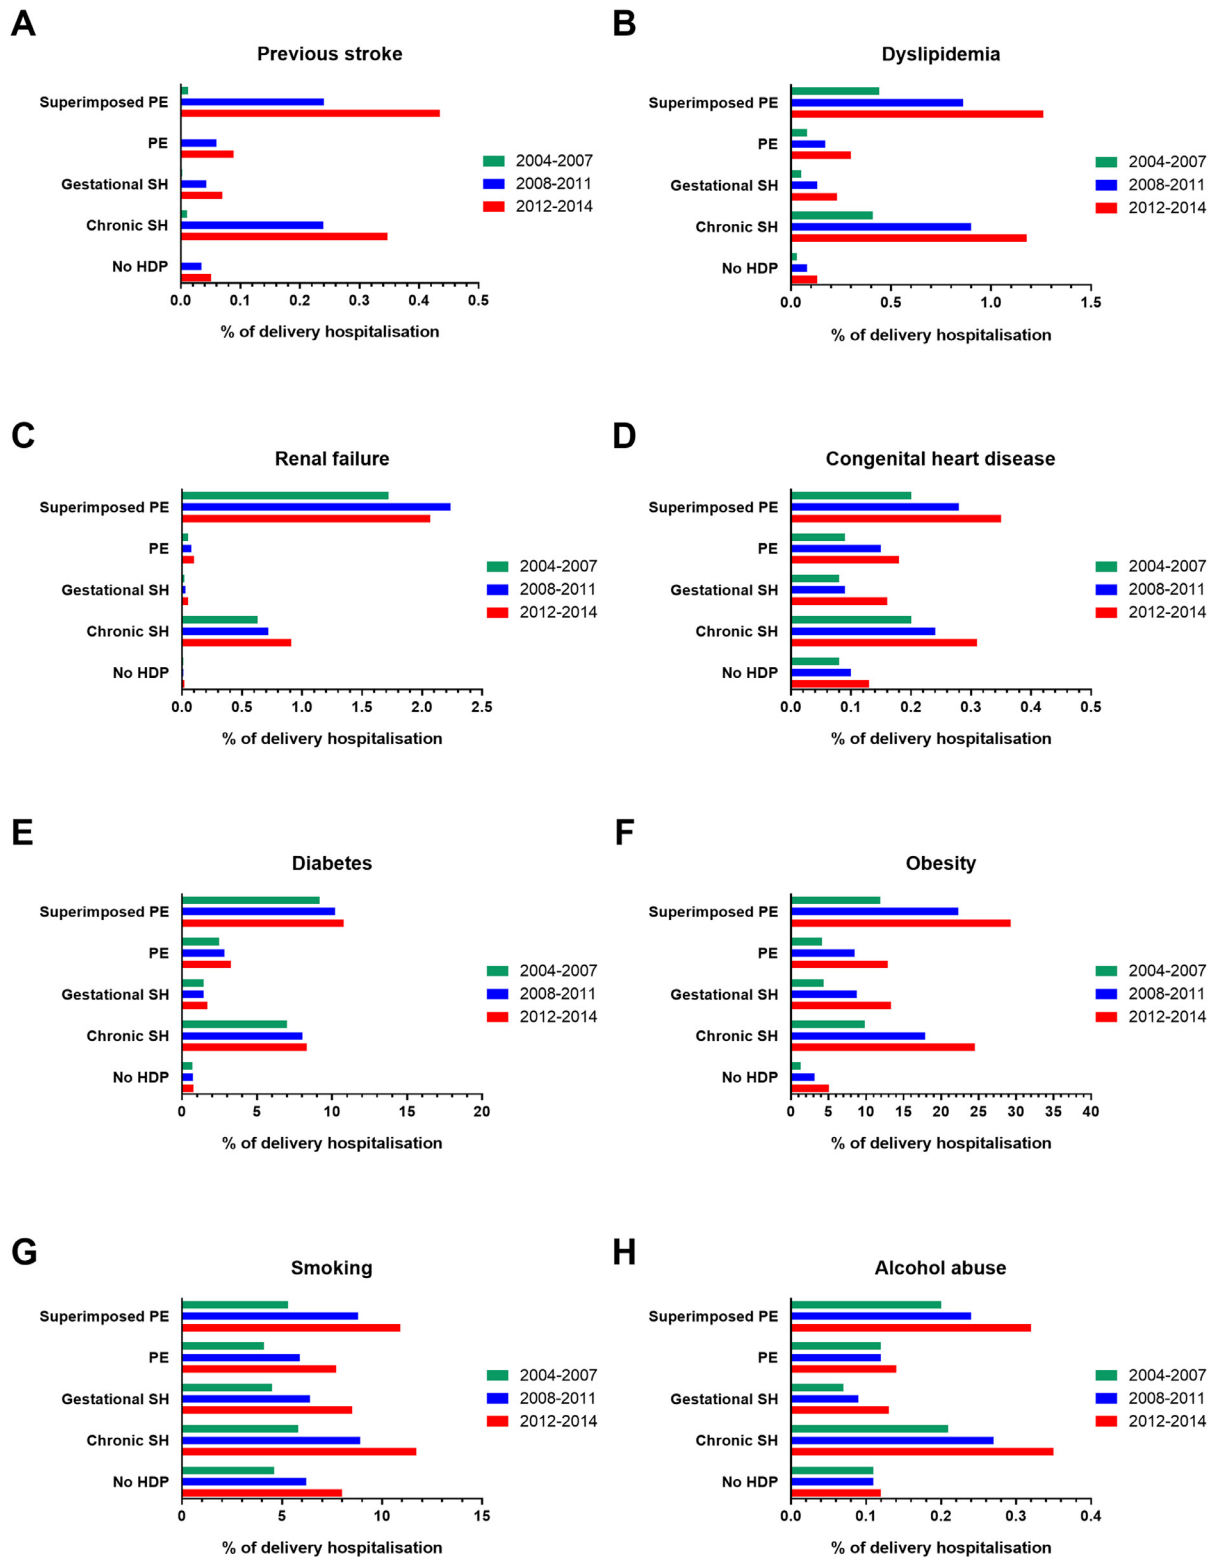 A
Previous stroke
Superimposed PE
PE
Gestational SH
Chronic SH
No HDP
0.0 0.1 0.2 0.3 0.4 0.5
% of delivery hospitalisation
2004-2007
2008-2011
2012-2014
B
Dyslipidemia
Superimposed PE
PE
Gestational SH
Chronic SH
No HDP
0.0 0.5 1.0 1.5
% of delivery hospitalisation
2004-2007
2008-2011
2012-2014
C
Renal failure
Superimposed PE
PE
Gestational SH
Chronic SH
No HDP
0.0 0.5 1.0 1.5 2.0 2.5
% of delivery hospitalisation
2004-2007
2008-2011
2012-2014
D
Congenital heart disease
Superimposed PE
PE
Gestational SH
Chronic SH
No HDP
0.0 0.1 0.2 0.3 0.4 0.5
% of delivery hospitalisation
2004-2007
2008-2011
2012-2014
E
Diabetes
Superimposed PE
PE
Gestational SH
Chronic SH
No HDP
0 5 10 15 20
% of delivery hospitalisation
2004-2007
2008-2011
2012-2014
F
Obesity
Superimposed PE
PE
Gestational SH
Chronic SH
No HDP
0 5 10 15 20 25 30 35 40
% of delivery hospitalisation
2004-2007
2008-2011
2012-2014
G
Smoking
Superimposed PE
PE
Gestational SH
Chronic SH
No HDP
0 5 10 15
% of delivery hospitalisation
2004-2007
2008-2011
2012-2014
H
Alcohol abuse
Superimposed PE
PE
Gestational SH
Chronic SH
No HDP
0.0 0.1 0.2 0.3 0.4
% of delivery hospitalisation
2004-2007
2008-2011
2012-2014